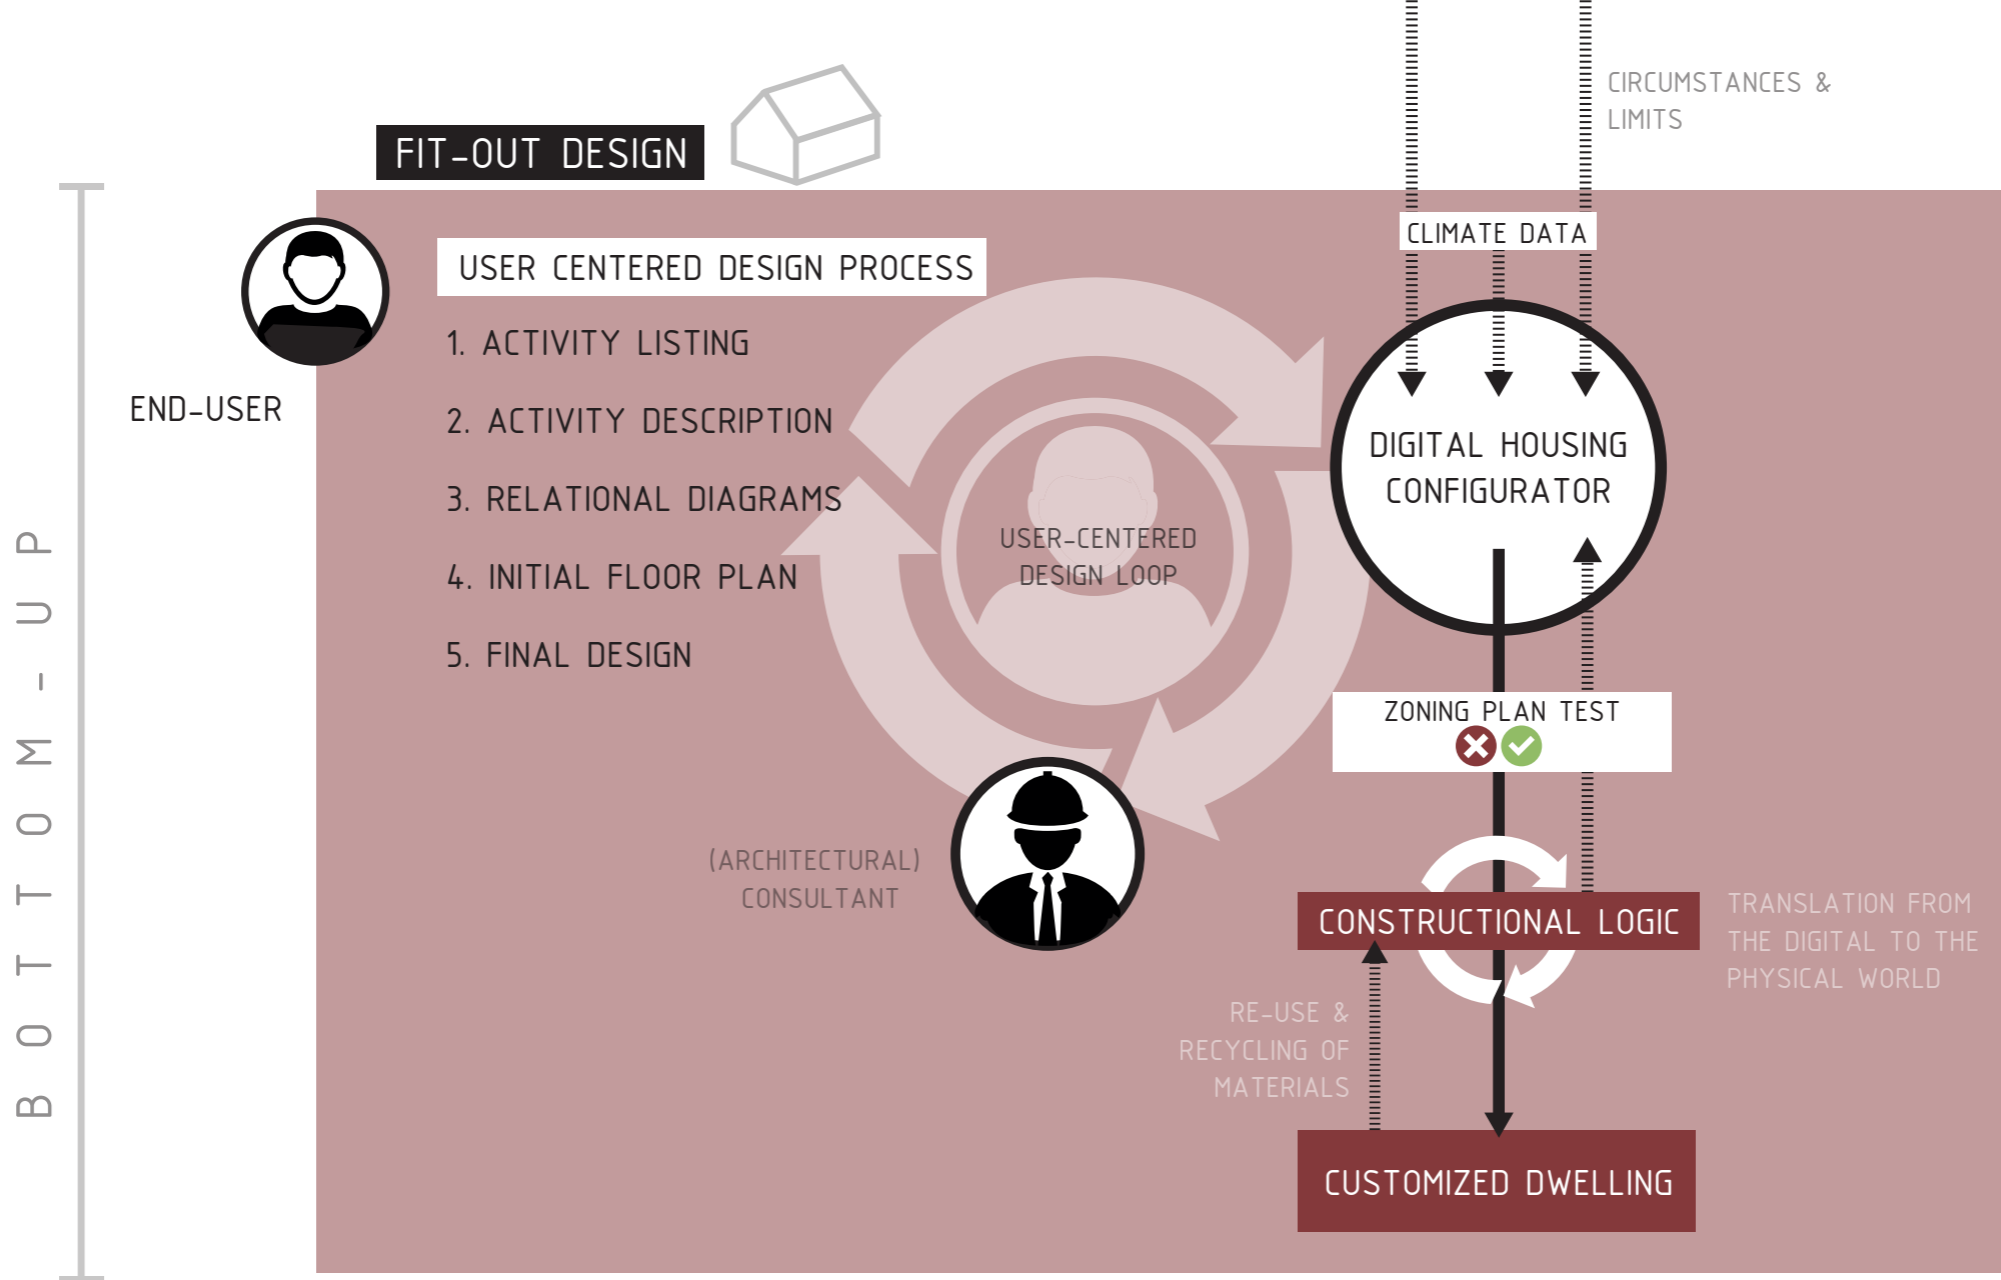 CIRCUMSTANCES &
LIMITS
FIT-OUT DESIGN
CLIMATE DATA
USER CENTERED DESIGN PROCESS
1. ACTIVITY LISTING
2. ACTIVITY DESCRIPTION
3. RELATIONAL DIAGRAMS
4. INITIAL FLOOR PLAN
5. FINAL DESIGN
END-USER
BOTTOM-UP
USER-CENTERED
DESIGN LOOP
DIGITAL HOUSING
CONFIGURATOR
ZONING PLAN TEST
(ARCHITECTURAL)
CONSULTANT
CONSTRUCTIONAL LOGIC
TRANSLATION FROM
THE DIGITAL TO THE
PHYSICAL WORLD
RE-USE &
RECYCLING OF
MATERIALS
CUSTOMIZED DWELLING